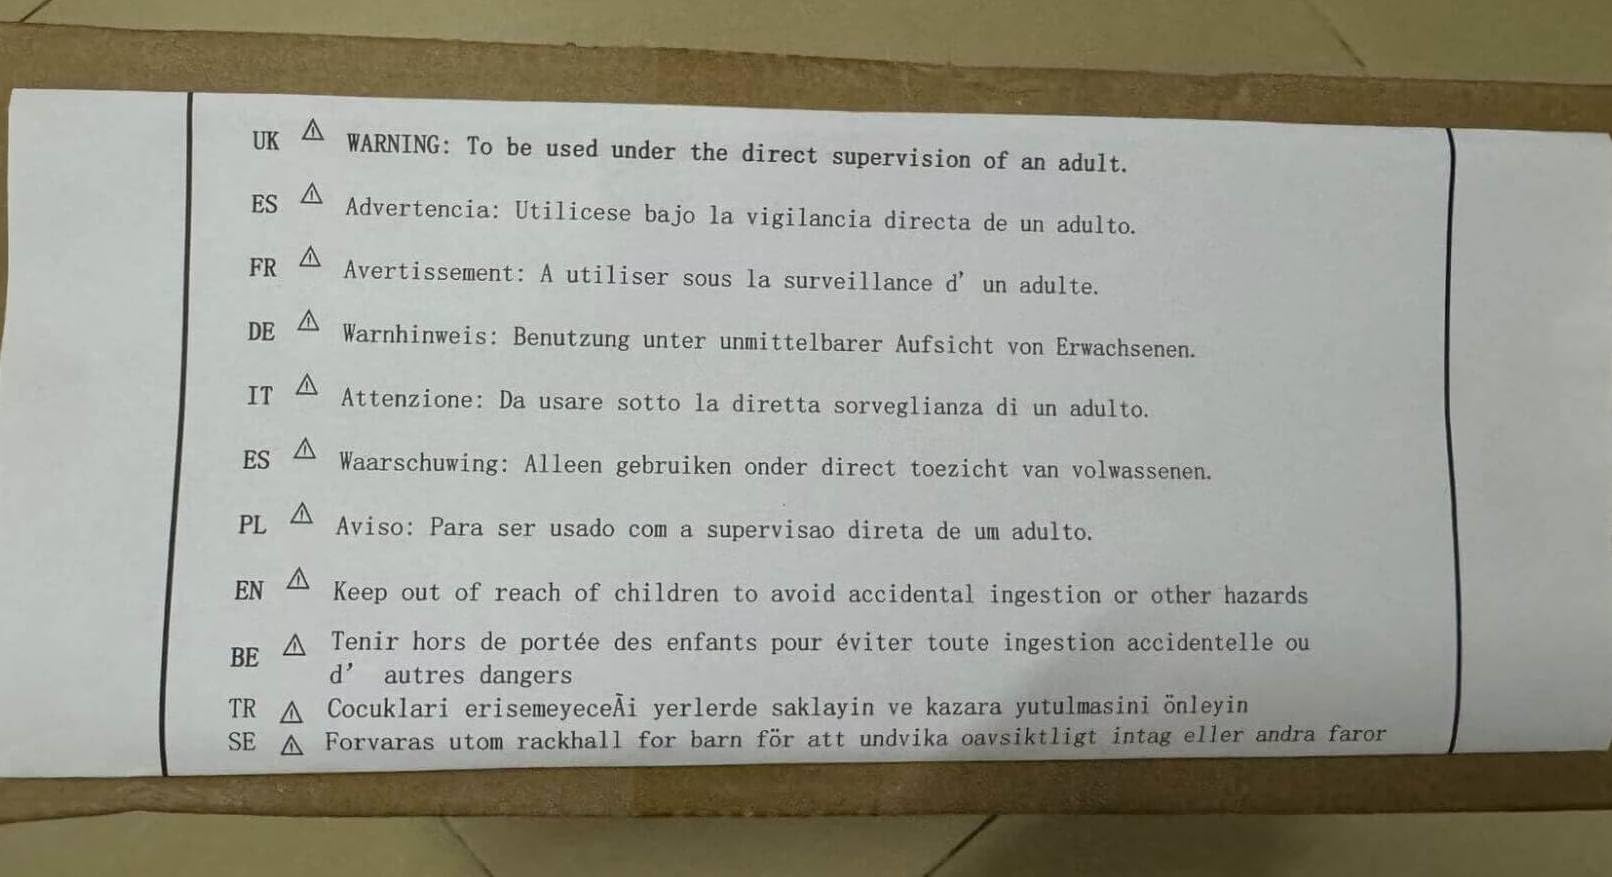 UK ⚠ WARNING: To be used under the direct supervision of an adult.
ES ⚠ Advertencia: Utilicese bajo la vigilancia directa de un adulto.
FR ⚠ Avertissement: A utiliser sous la surveillance d' un adulte.
DE ⚠ Warnhinweis: Benutzung unter unmittelbarer Aufsicht von Erwachsenen.
IT ⚠ Attenzione: Da usare sotto la diretta sorveglianza di un adulto.
ES ⚠ Waarschuwing: Alleen gebruiken onder direct toezicht van volwassenen.
PL ⚠ Aviso: Para ser usado com a supervisao direta de um adulto.
EN ⚠ Keep out of reach of children to avoid accidental ingestion or other hazards
BE ⚠ Tenir hors de portée des enfants pour éviter toute ingestion accidentelle ou
d' autres dangers
TR ⚠ Cocuklari erisemeyeceÃi yerlerde saklayin ve kazara yutulmasini önleyin
SE ⚠ Forvaras utom rackhall for barn för att undvika oavsiktligt intag eller andra faror